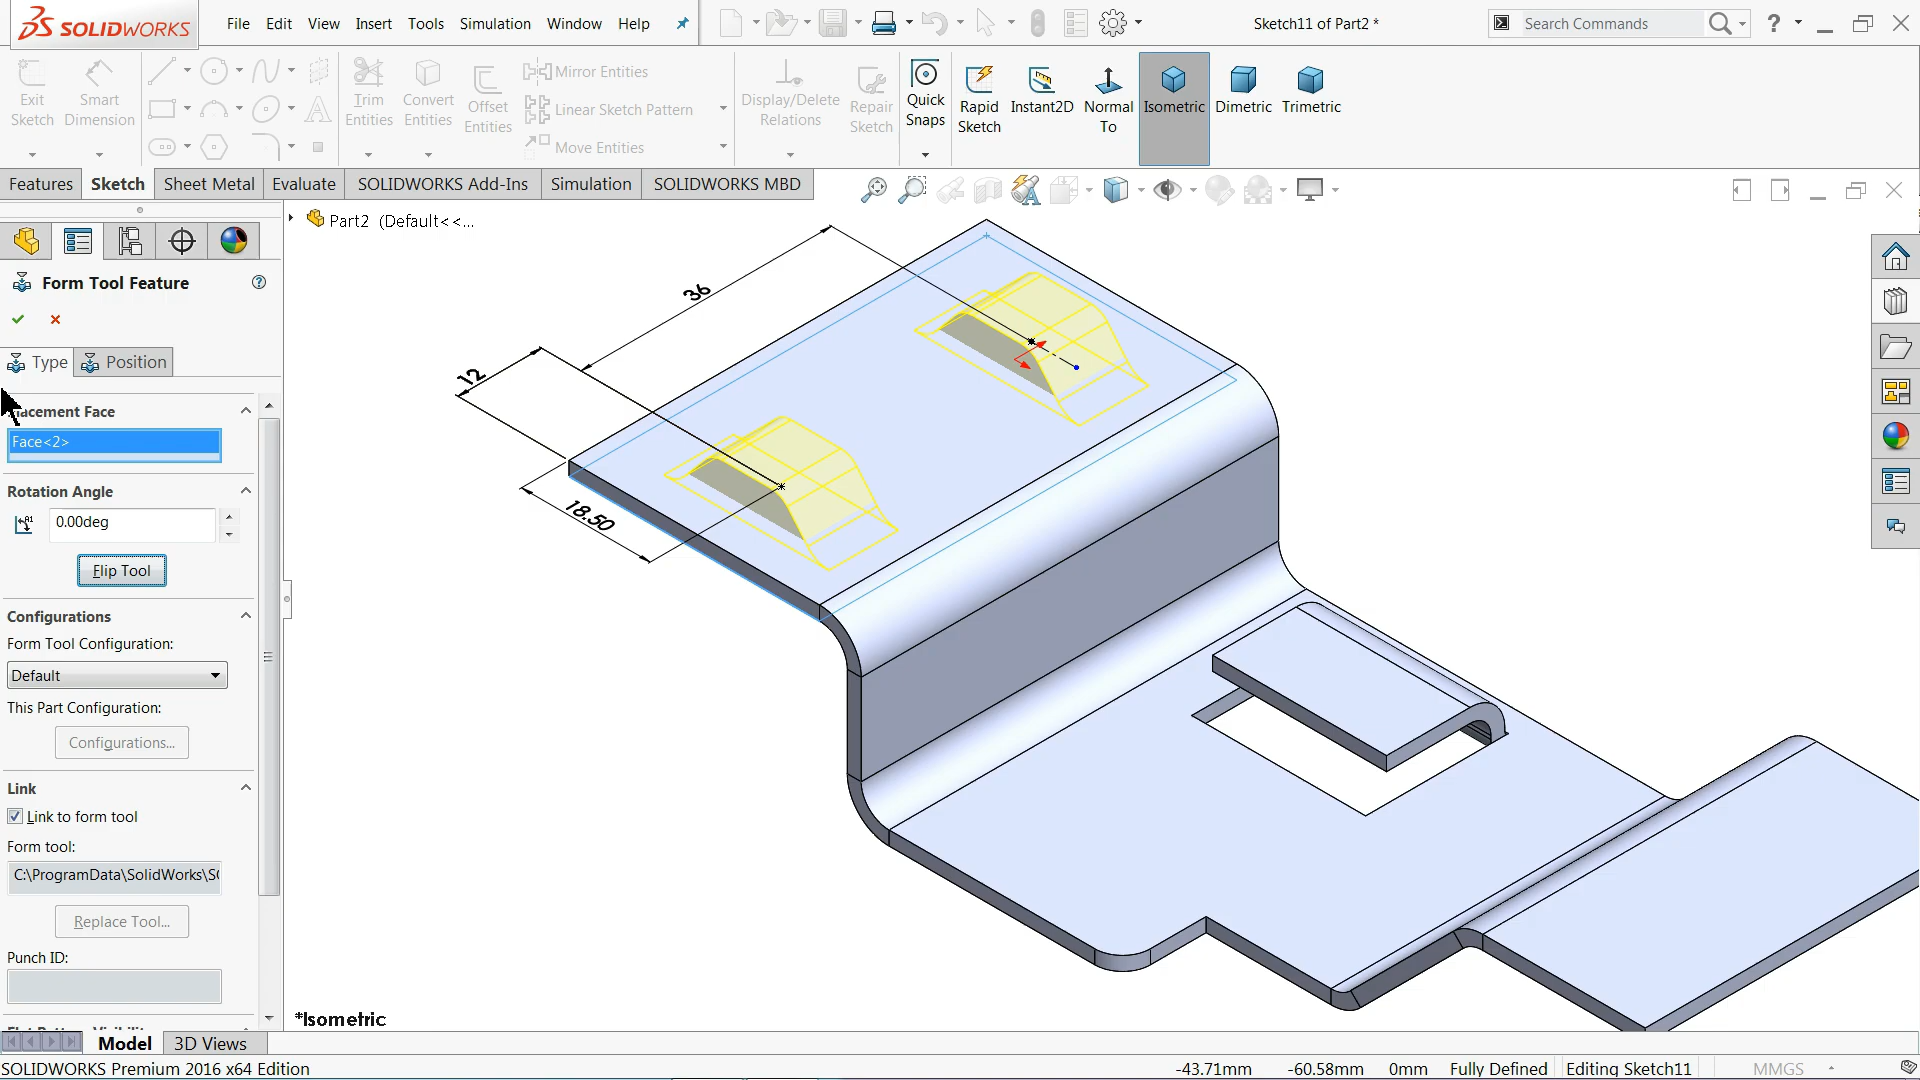 SOLIDWORKS
File
Edit
View
Insert
Tools
Simulation
Window
Help
Sketch11 of Part2 *
Search Commands
Exit
Sketch
Smart
Dimension
Trim
Entities
Convert
Entities
Offset
Entities
Mirror Entities
Linear Sketch Pattern
Move Entities
Display/Delete
Relations
Repair
Sketch
Quick
Snaps
Rapid
Sketch
Instant2D
Normal
To
Isometric
Dimetric
Trimetric
Features
Sketch
Sheet Metal
Evaluate
SOLIDWORKS Add-Ins
Simulation
SOLIDWORKS MBD
Part2 (Default<<...
Form Tool Feature
Type
Position
lacement Face
Face<2>
Rotation Angle
0.00deg
Flip Tool
Configurations
Form Tool Configuration:
Default
This Part Configuration:
Configurations...
Link
Link to form tool
Form tool:
C:\ProgramData\SolidWorks\S
Replace Tool...
Punch ID:
36
12
18.50
*Isometric
Model
3D Views
SOLIDWORKS Premium 2016 x64 Edition
-43.71mm
-60.58mm
0mm
Fully Defined
Editing Sketch11
MMGS